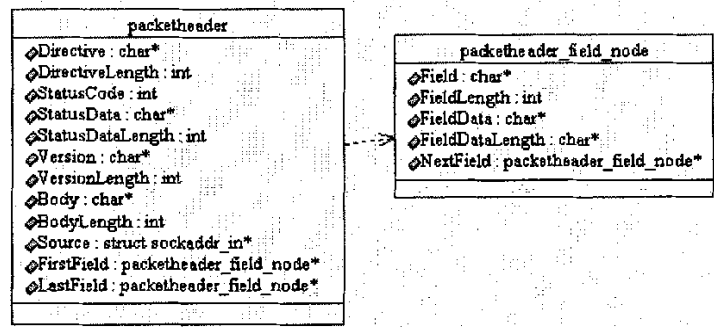 packetheader
Directive : char*
DirectiveLength : int
StatusCode : int
StatusData : char*
StatusDataLength : int
Version : char*
VersionLength : int
Body : char*
BodyLength : int
Source : struct sockaddr_in*
FirstField : packetheader_field_node*
LastField : packetheader_field_node*
packetheader_field_node
Field : char*
FieldLength : int
FieldData : char*
FieldDataLength : char*
NextField : packetheader_field_node*